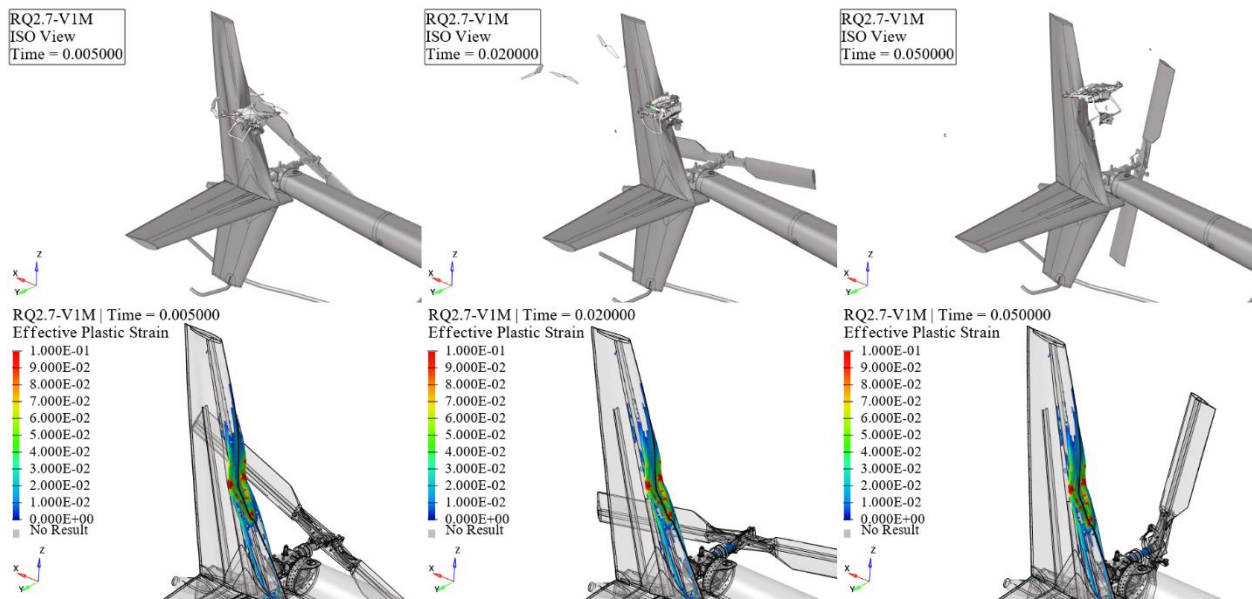 RQ2.7-V1M
ISO View
Time = 0.005000
RQ2.7-V1M
ISO View
Time = 0.020000
RQ2.7-V1M
ISO View
Time = 0.050000
Z
X
Y
Z
X
Y
Z
X
Y
RQ2.7-V1M | Time = 0.005000
Effective Plastic Strain
1.000E-01
9.000E-02
8.000E-02
7.000E-02
6.000E-02
5.000E-02
4.000E-02
3.000E-02
2.000E-02
1.000E-02
0.000E+00
No Result
Z
X
Y
RQ2.7-V1M | Time = 0.020000
Effective Plastic Strain
1.000E-01
9.000E-02
8.000E-02
7.000E-02
6.000E-02
5.000E-02
4.000E-02
3.000E-02
2.000E-02
1.000E-02
0.000E+00
No Result
Z
X
Y
RQ2.7-V1M | Time = 0.050000
Effective Plastic Strain
1.000E-01
9.000E-02
8.000E-02
7.000E-02
6.000E-02
5.000E-02
4.000E-02
3.000E-02
2.000E-02
1.000E-02
0.000E+00
No Result
Z
X
Y